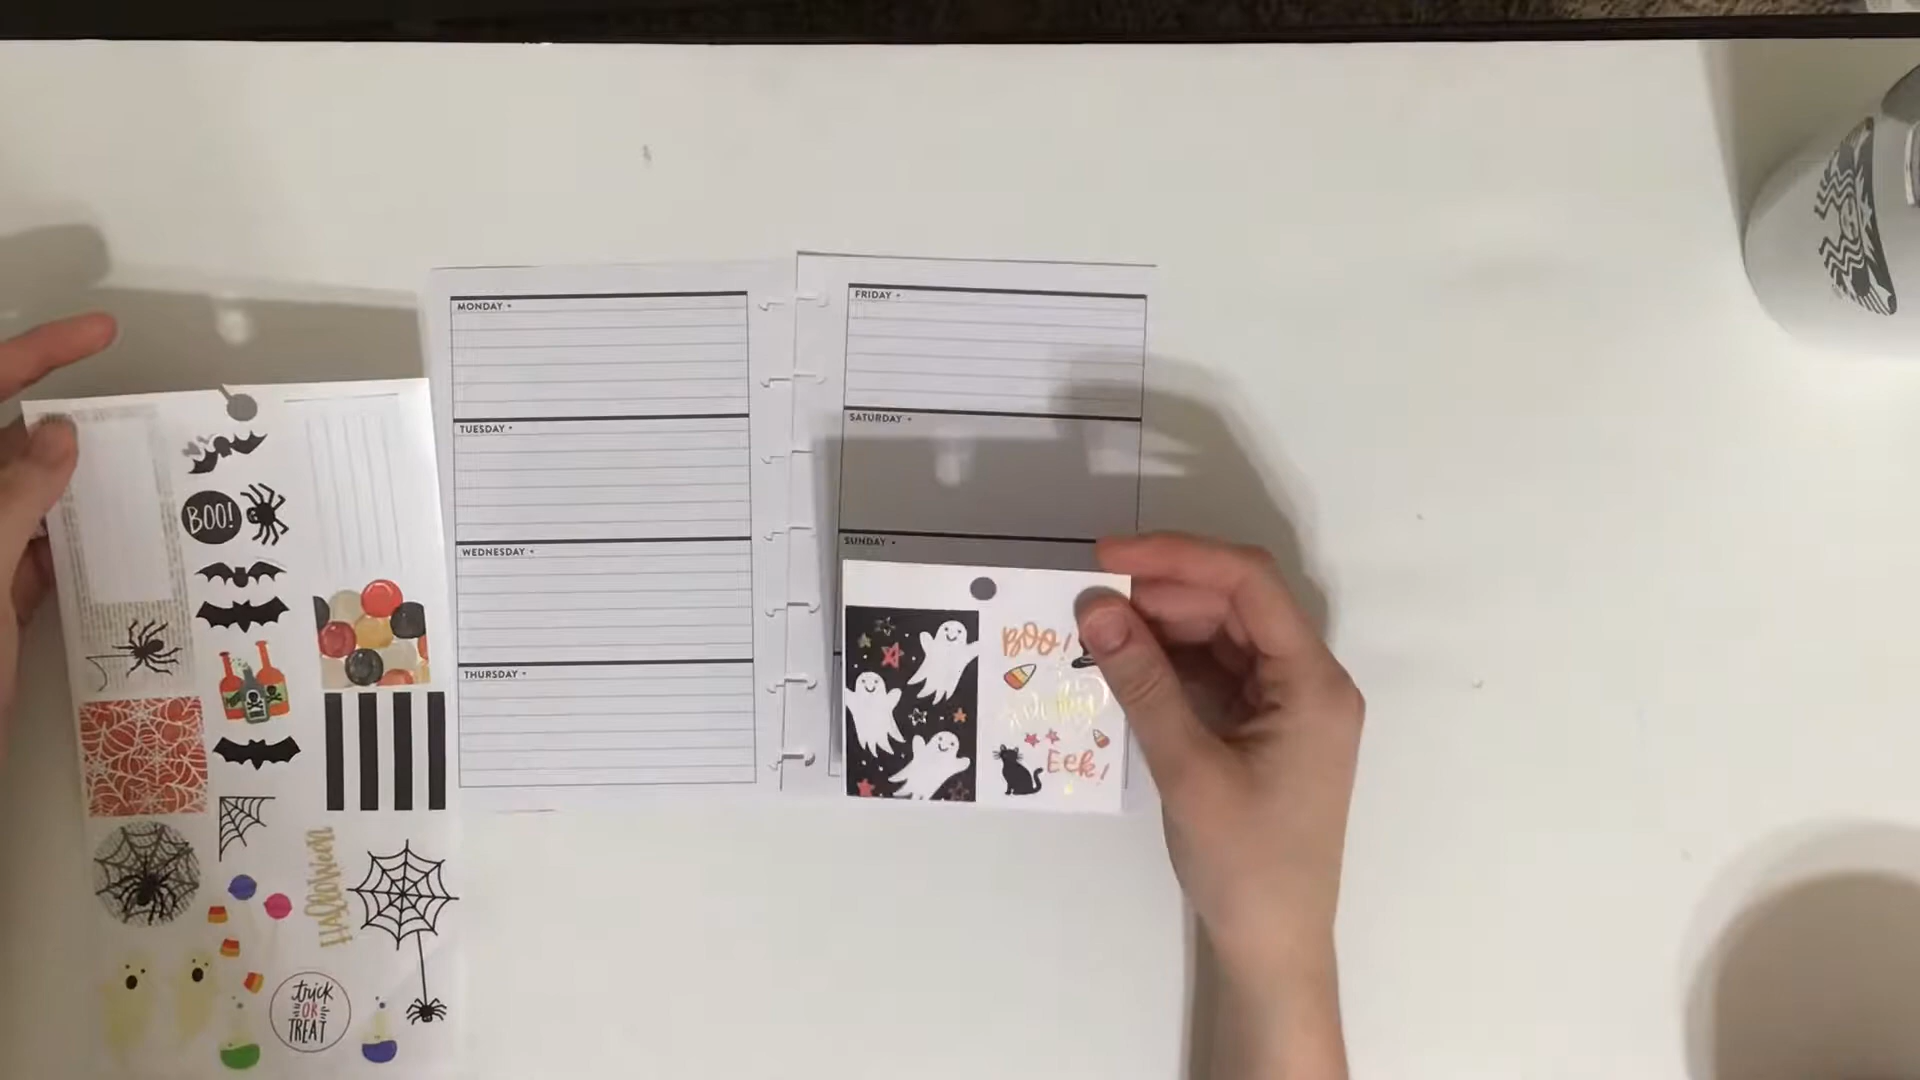 MONDAY
TUESDAY
WEDNESDAY
THURSDAY
FRIDAY
SATURDAY
SUNDAY
BOO!
Halloween
trick
OR
TREAT
BOO!
Eek!